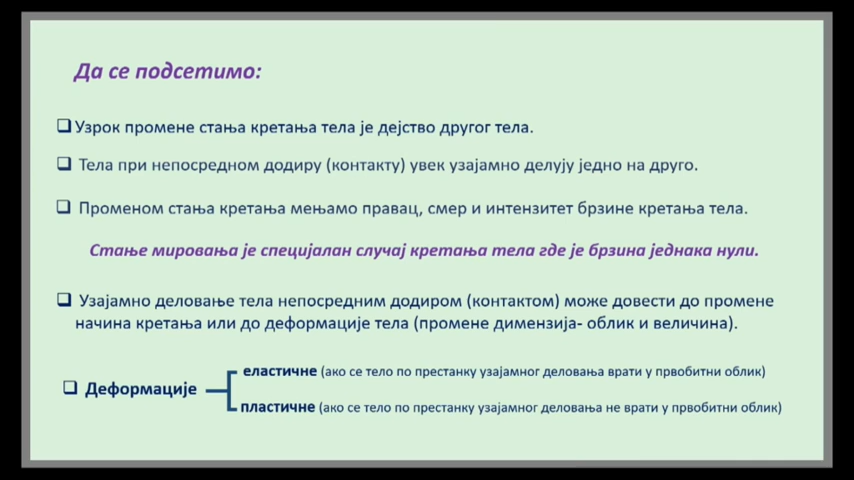 Да се подсетимо:
Узрок промене стања кретања тела је дејство другог тела.
Тела при непосредном додиру (контакту) увек узајамно делују једно на друго.
Променом стања кретања мењамо правац, смер и интензитет брзине кретања тела.
Стање мировања је специјалан случај кретања тела где је брзина једнака нули.
Узајамно деловање тела непосредним додиром (контактом) може довести до промене
начина кретања или до деформације тела (промене димензија- облик и величина).
Деформације
еластичне (ако се тело по престанку узајамног деловања врати у првобитни облик)
пластичне (ако се тело по престанку узајамног деловања не врати у првобитни облик)